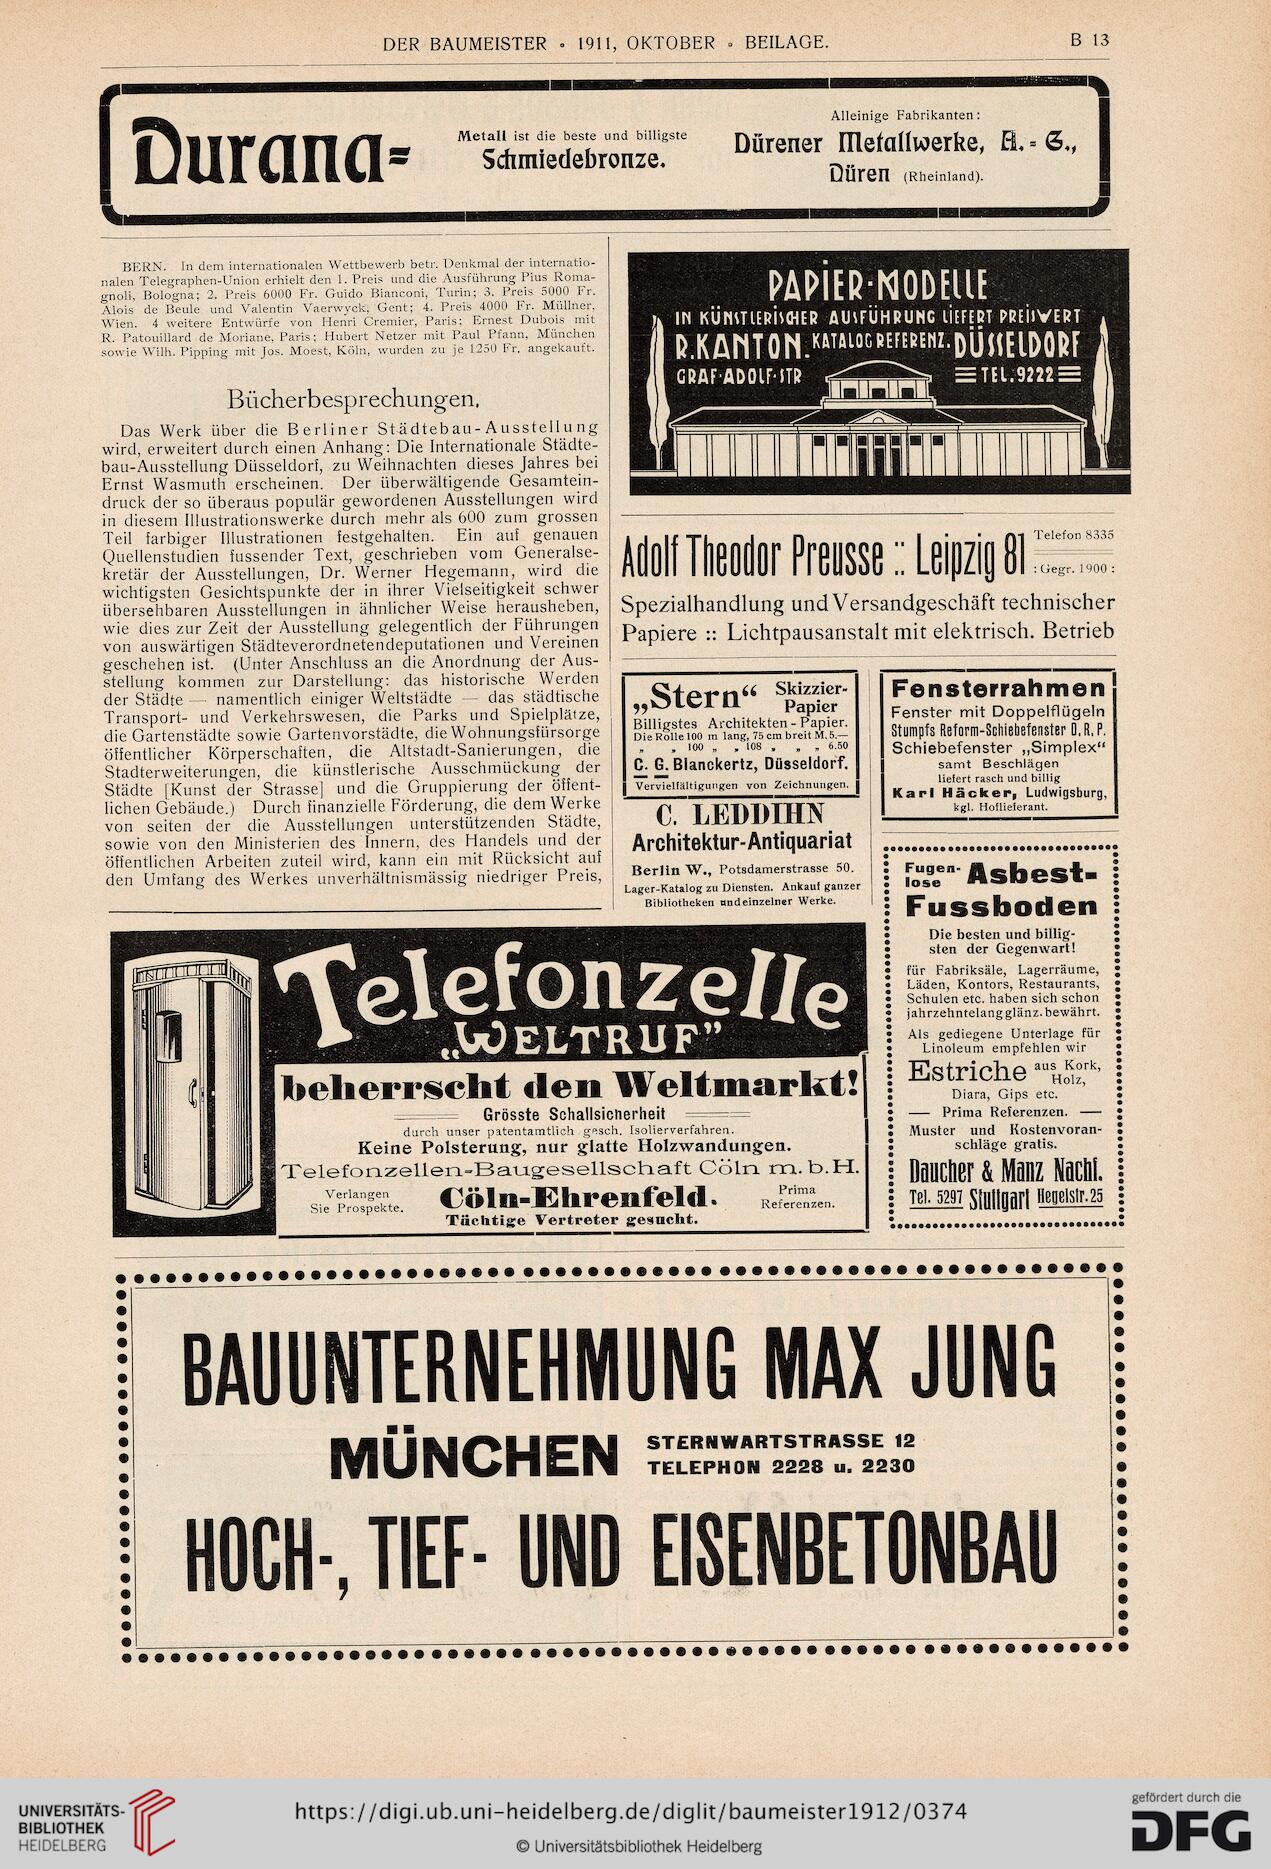 DER BAUMEISTER ∘ 1911, OKTOBER ∘ BEILAGE.
B 13
Durana=
Metall ist die beste und billigste
Schmiedebronze.
Alleinige Fabrikanten:
Dürener Metallwerke, A.=G.,
Düren (Rheinland).
BERN. In dem internationalen Wettbewerb betr. Denkmal der internatio-
nalen Telegraphen-Union erhielt den 1. Preis und die Ausführung Pius Roma-
gnoli, Bologna; 2. Preis 6000 Fr. Guido Bianconi, Turin; 3. Preis 5000 Fr.
Alois de Beule und Valentin Vaerwyck, Gent; 4. Preis 4000 Fr. Müllner,
Wien. 4 weitere Entwürfe von Henri Cremier, Paris; Ernest Dubois mit
R. Patouillard de Moriane, Paris; Hubert Netzer mit Paul Pfann, München
sowie Wilh. Pipping mit Jos. Moest, Köln, wurden zu je 1250 Fr. angekauft.
Bücherbesprechungen.
Das Werk über die Berliner Städtebau-Ausstellung
wird, erweitert durch einen Anhang: Die Internationale Städte-
bau-Ausstellung Düsseldorf, zu Weihnachten dieses Jahres bei
Ernst Wasmuth erscheinen. Der überwältigende Gesamtein-
druck der so überaus populär gewordenen Ausstellungen wird
in diesem Illustrationswerke durch mehr als 600 zum grossen
Teil farbiger Illustrationen festgehalten. Ein auf genauen
Quellenstudien fussender Text, geschrieben vom Generalse-
kretär der Ausstellungen, Dr. Werner Hegemann, wird die
wichtigsten Gesichtspunkte der in ihrer Vielseitigkeit schwer
übersehbaren Ausstellungen in ähnlicher Weise herausheben,
wie dies zur Zeit der Ausstellung gelegentlich der Führungen
von auswärtigen Städteverordnetendeputationen und Vereinen
geschehen ist. (Unter Anschluss an die Anordnung der Aus-
stellung kommen zur Darstellung: das historische Werden
der Städte — namentlich einiger Weltstädte — das städtische
Transport- und Verkehrswesen, die Parks und Spielplätze,
die Gartenstädte sowie Gartenvorstädte, die Wohnungsfürsorge
öffentlicher Körperschaften, die Altstadt-Sanierungen, die
Stadterweiterungen, die künstlerische Ausschmückung der
Städte [Kunst der Strasse] und die Gruppierung der öffent-
lichen Gebäude.) Durch finanzielle Förderung, die dem Werke
von seiten der die Ausstellungen unterstützenden Städte,
sowie von den Ministerien des Innern, des Handels und der
öffentlichen Arbeiten zuteil wird, kann ein mit Rücksicht auf
den Umfang des Werkes unverhältnismässig niedriger Preis,
PAPIER-MODELLE
IN KÜNSTLERISCHER AUSFÜHRUNG LIEFERT PREISWERT
R. KANTON. KATALOG REFERENZ. DÜSSELDORF
GRAF-ADOLF-STR TEL. 9222
Adolf Theodor Preusse :: Leipzig 81
Telefon 8335
: Gegr. 1900 :
Spezialhandlung und Versandgeschäft technischer
Papiere :: Lichtpausanstalt mit elektrisch. Betrieb
„Stern“ Skizzier-
Papier
Billigstes Architekten-Papier.
Die Rolle 100 m lang, 75 cm breit M. 5.—
„ „ 100 „ „ 108 „ „ „ 6.50
C. G. Blanckertz, Düsseldorf.
Vervielfältigungen von Zeichnungen.
C. LEDDIHN
Architektur-Antiquariat
Berlin W., Potsdamerstrasse 50.
Lager-Katalog zu Diensten. Ankauf ganzer
Bibliotheken und einzelner Werke.
Fensterrahmen
Fenster mit Doppelflügeln
Stumpfs Reform-Schiebefenster D. R. P.
Schiebefenster „Simplex“
samt Beschlägen
liefert rasch und billig
Karl Häcker, Ludwigsburg,
kgl. Hoflieferant.
Fugen-
lose Asbest-
Fussboden
Die besten und billig-
sten der Gegenwart!
für Fabriksäle, Lagerräume,
Läden, Kontors, Restaurants,
Schulen etc. haben sich schon
jahrzehntelang glänz. bewährt.
Als gediegene Unterlage für
Linoleum empfehlen wir
Estriche aus Kork,
Holz,
Diara, Gips etc.
— Prima Referenzen. —
Muster und Kostenvoran-
schläge gratis.
Daucher & Manz Nachf.
Tel. 5297 Stuttgart Hegelstr. 25
Telefonzelle
„WELTRUF”
beherrscht den Weltmarkt!
Grösste Schallsicherheit
durch unser patentamtlich gesch. Isolierverfahren.
Keine Polsterung, nur glatte Holzwandungen.
Telefonzellen-Baugesellschaft Cöln m. b. H.
Verlangen
Sie Prospekte.
Cöln-Ehrenfeld.
Prima
Referenzen.
Tüchtige Vertreter gesucht.
BAUUNTERNEHMUNG MAX JUNG
MÜNCHEN
STERNWARTSTRASSE 12
TELEPHON 2228 u. 2230
HOCH-, TIEF- UND EISENBETONBAU
UNIVERSITÄTS-
BIBLIOTHEK
HEIDELBERG
https://digi.ub.uni-heidelberg.de/diglit/baumeister1912/0374
© Universitätsbibliothek Heidelberg
gefördert durch die
DFG